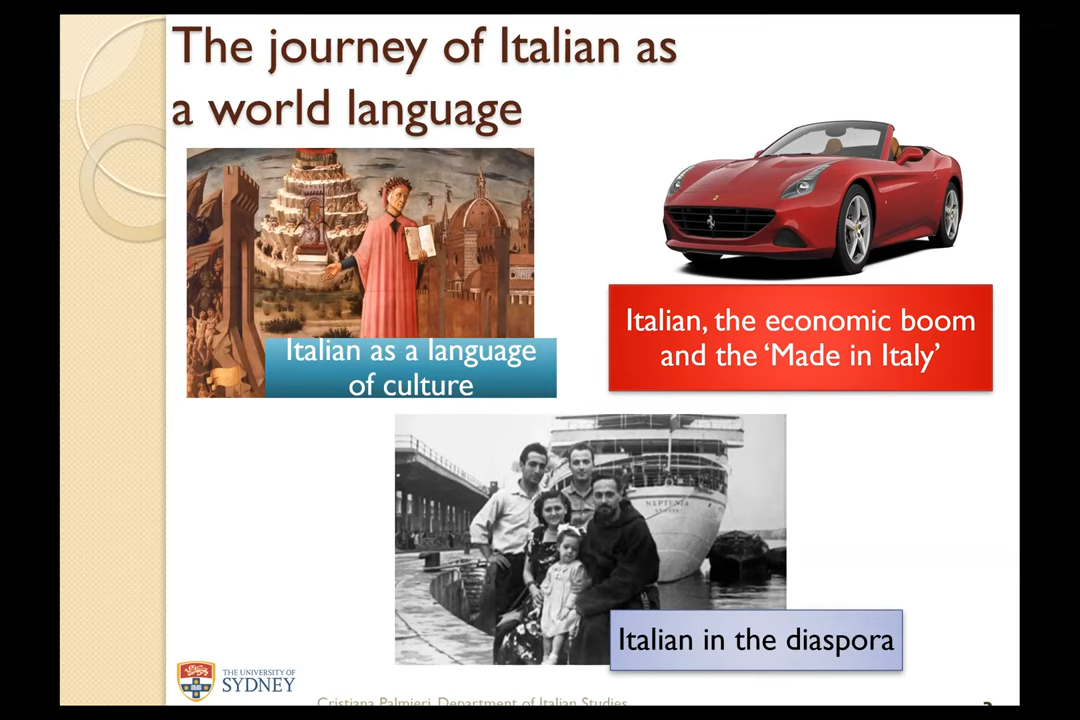 The journey of Italian as
a world language
Italian as a language
of culture
Italian, the economic boom
and the ‘Made in Italy’
NEPTUNIA
Italian in the diaspora
THE UNIVERSITY OF
SYDNEY
Cristiana Palmieri, Department of Italian Studies